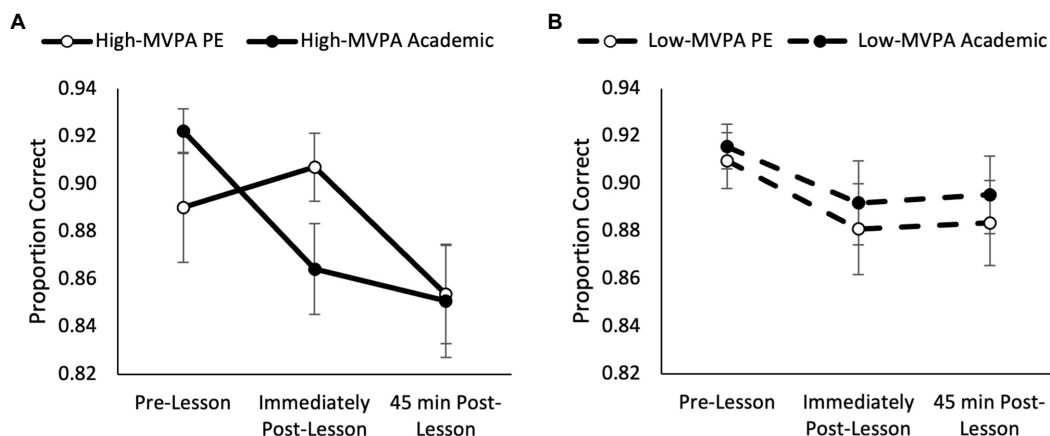 A
High-MVPA PE High-MVPA Academic
Proportion Correct
0.94
0.92
0.90
0.88
0.86
0.84
0.82
Pre-Lesson Immediately 45 min Post-
Post-Lesson Lesson
B
Low-MVPA PE Low-MVPA Academic
Proportion Correct
0.94
0.92
0.90
0.88
0.86
0.84
0.82
Pre-Lesson Immediately 45 min Post-
Post-Lesson Lesson